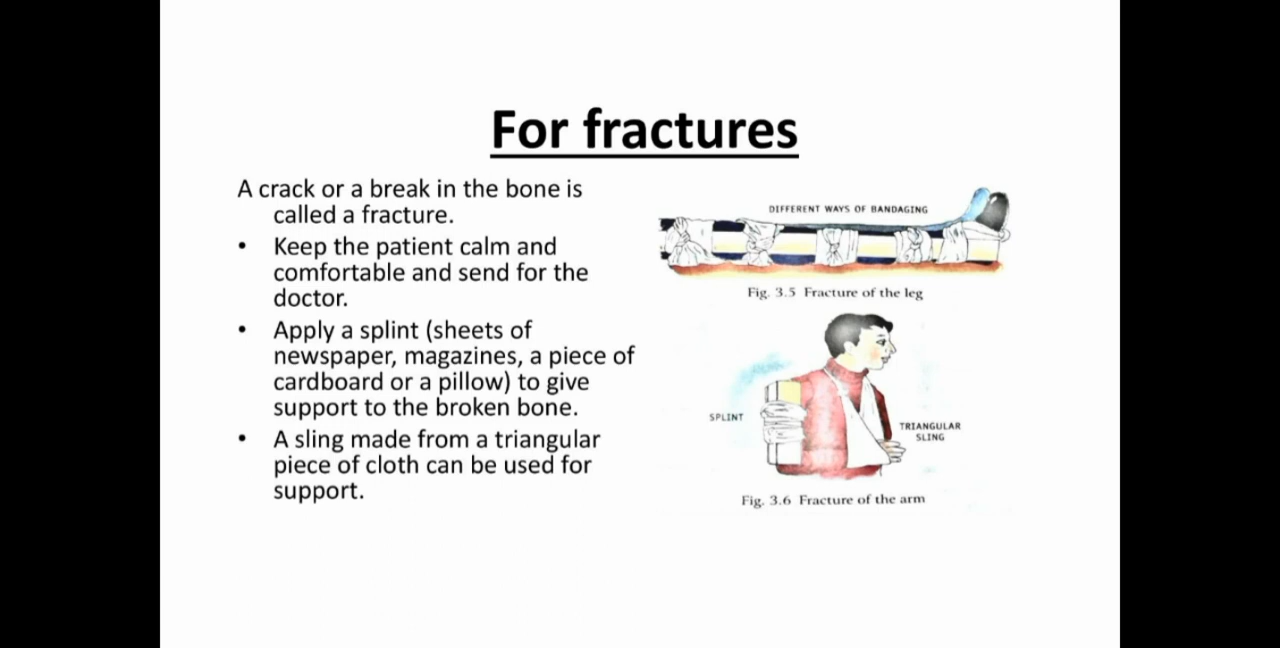 For fractures
A crack or a break in the bone is
called a fracture.
• Keep the patient calm and
comfortable and send for the
doctor.
• Apply a splint (sheets of
newspaper, magazines, a piece of
cardboard or a pillow) to give
support to the broken bone.
• A sling made from a triangular
piece of cloth can be used for
support.
DIFFERENT WAYS OF BANDAGING
Fig. 3.5 Fracture of the leg
SPLINT
TRIANGULAR
SLING
Fig. 3.6 Fracture of the arm